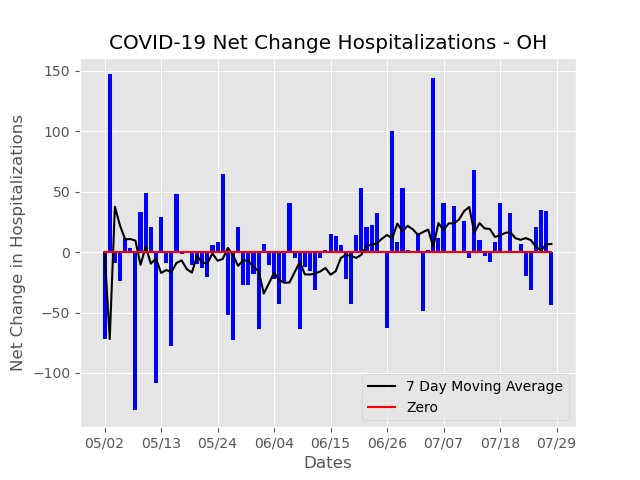 COVID-19 Net Change Hospitalizations - OH
Net Change in Hospitalizations
150
100
50
0
−50
−100
7 Day Moving Average
Zero
05/02 05/13 05/24 06/04 06/15 06/26 07/07 07/18 07/29
Dates